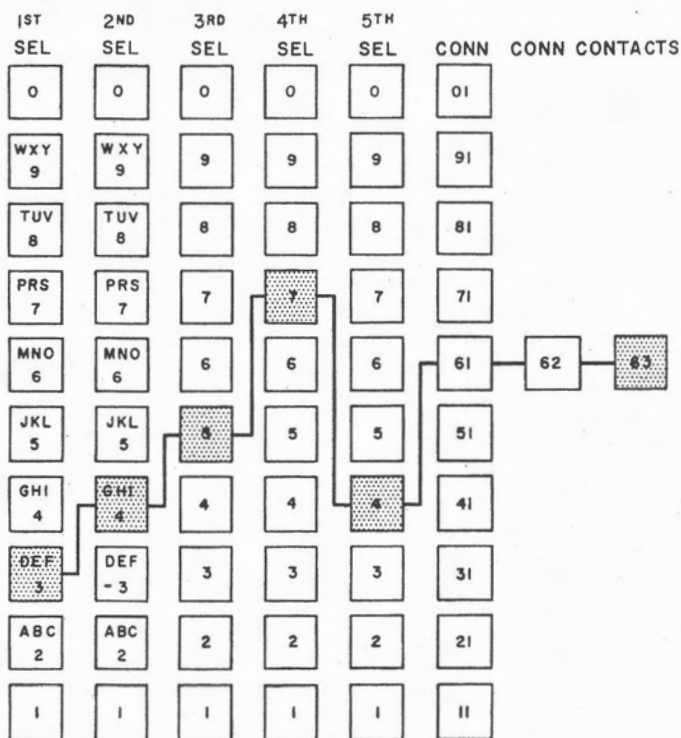 1ST 2ND 3RD 4TH 5TH
SEL SEL SEL SEL SEL CONN CONN CONTACTS
0 0 0 0 0 01
WXY WXY
9 9 9 9 9 91
TUV TUV
8 8 8 8 8 81
PRS PRS
7 7 7 7 7 71
MNO MNO
6 6 6 6 6 61 62 63
JKL JKL
5 5 5 5 5 51
GHI GHI
4 4 4 4 4 41
DEF DEF
3 3 3 3 3 31
ABC ABC
2 2 2 2 2 21
1 1 1 1 1 11